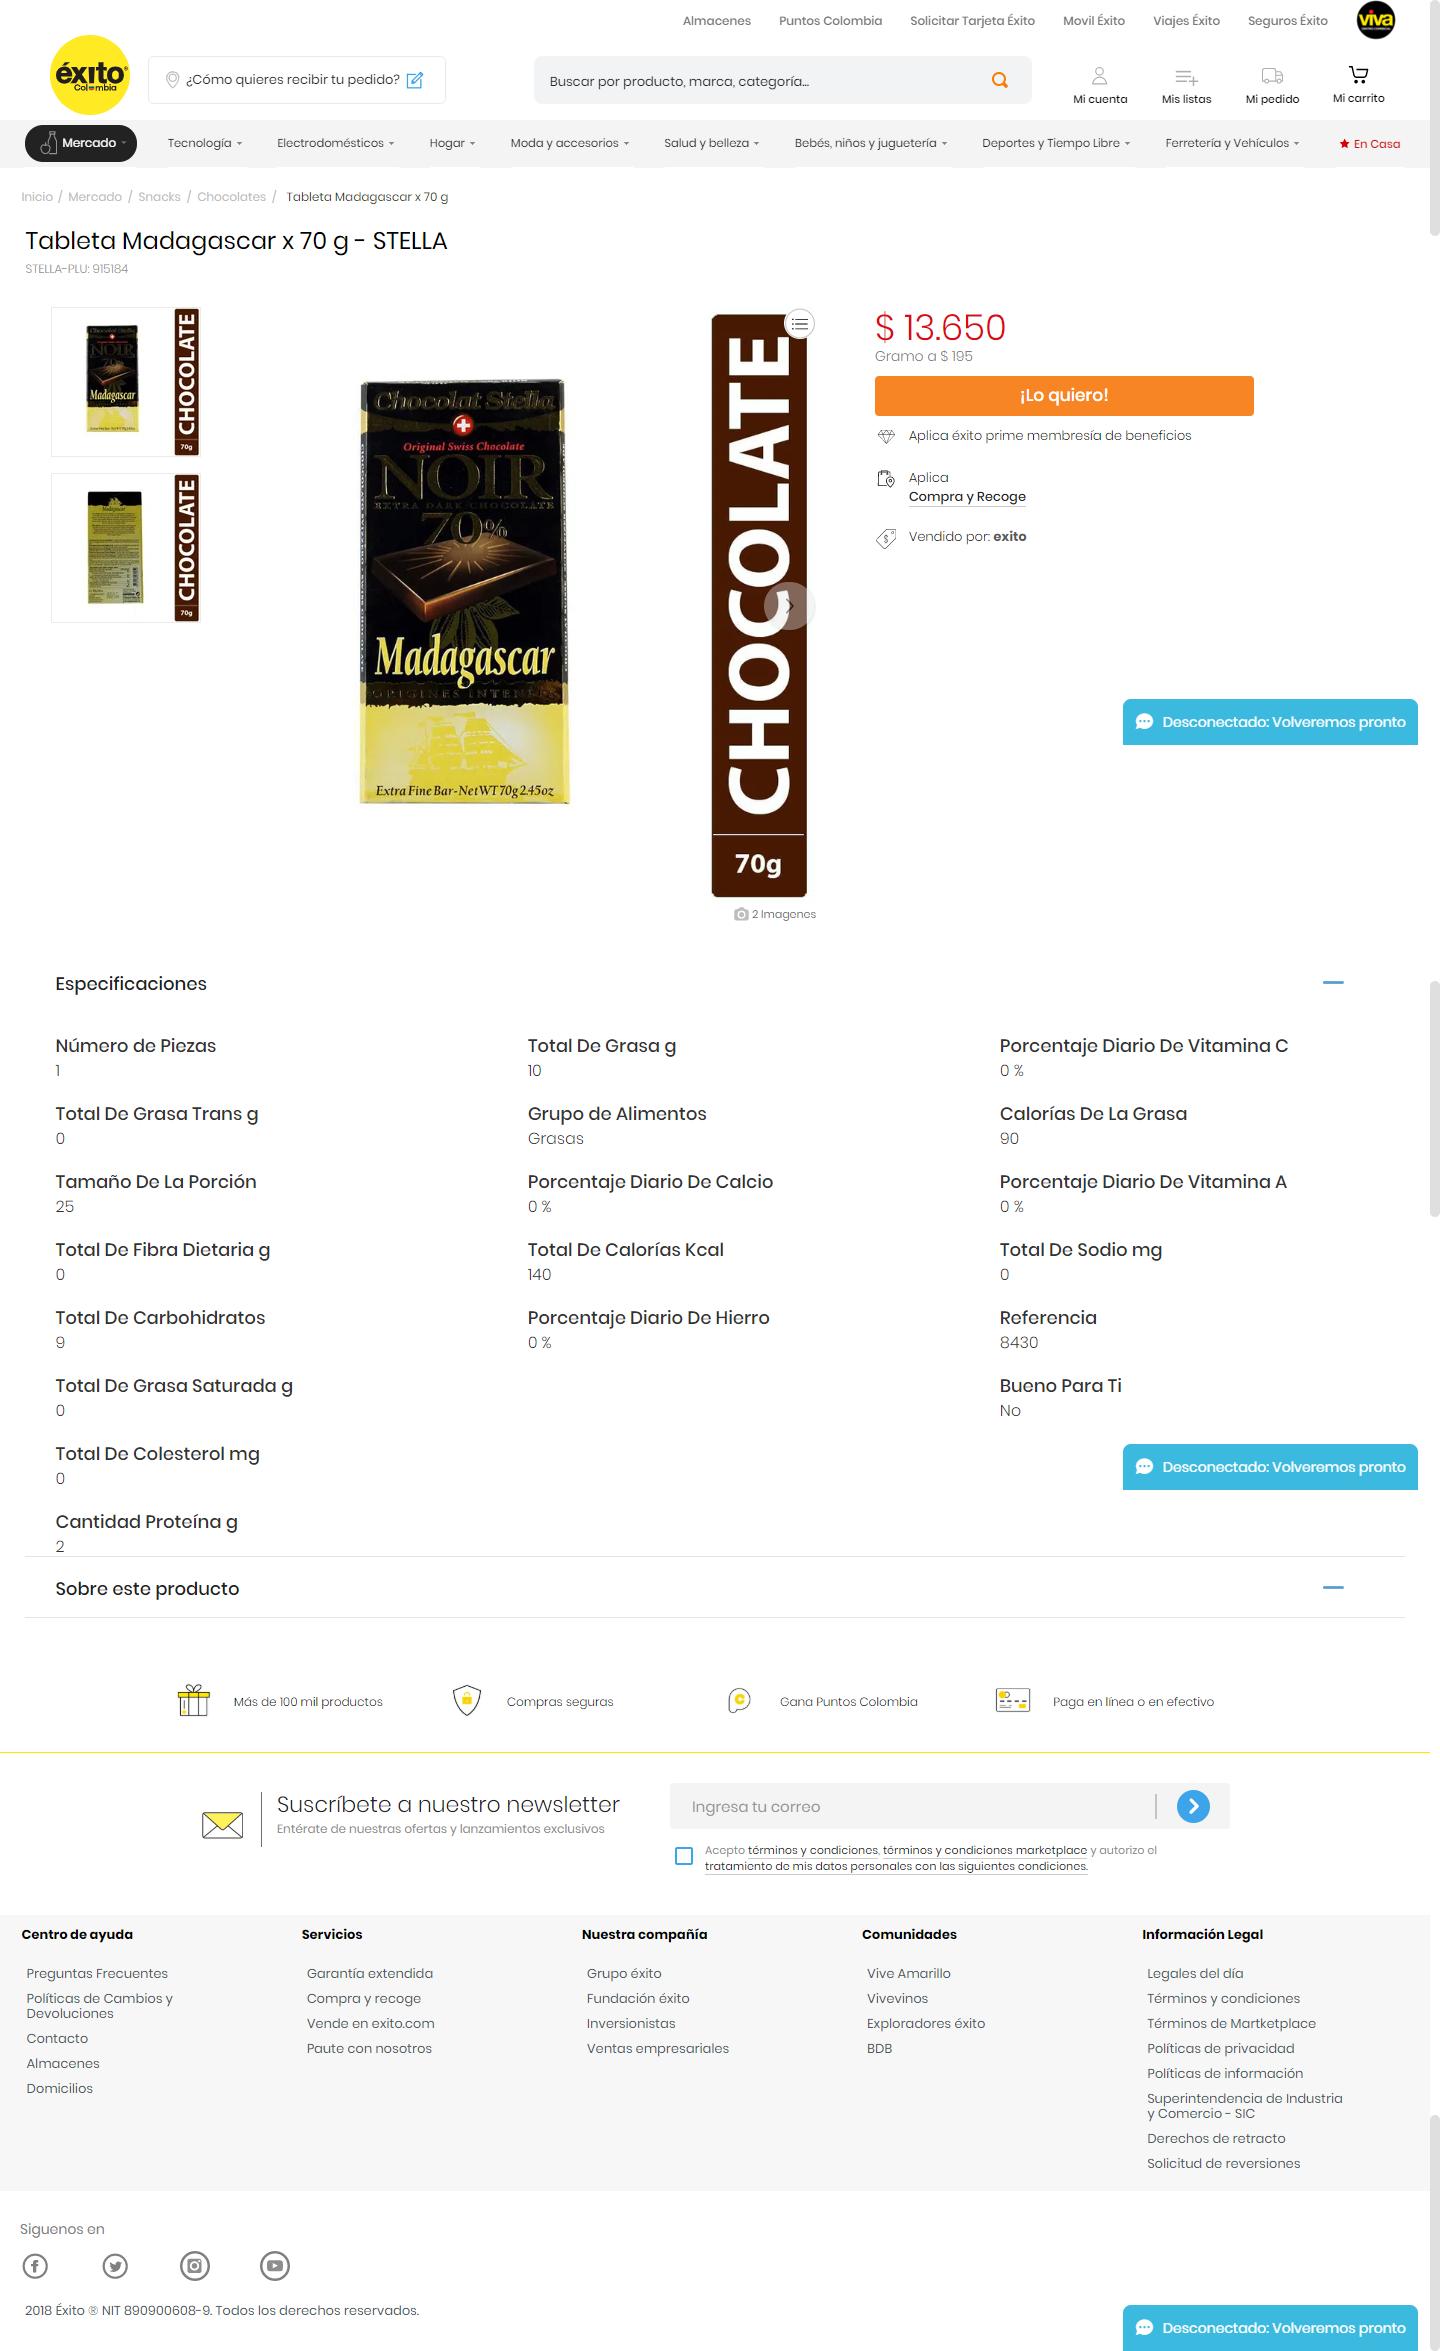 Almacenes
Puntos Colombia
Solicitar Tarjeta Éxito
Movil Éxito
Viajes Éxito
Seguros Éxito
viva
éxito
Colombia
¿Cómo quieres recibir tu pedido?
Buscar por producto, marca, categoría...
Mi cuenta
Mis listas
Mi pedido
Mi carrito
Mercado
Tecnología
Electrodomésticos
Hogar
Moda y accesorios
Salud y belleza
Bebés, niños y juguetería
Deportes y Tiempo Libre
Ferretería y Vehículos
En Casa
Inicio / Mercado / Snacks / Chocolates / Tableta Madagascar x 70 g
Tableta Madagascar x 70 g - STELLA
STELLA-PLU: 915184
NOIR
70%
Madagascar
CHOCOLATE
70g
Madagascar
CHOCOLATE
70g
Chocolat Stella
Original Swiss Chocolate
NOIR
EXTRA DARK CHOCOLATE
70%
Madagascar
ORIGINES INTENSES
Extra Fine Bar-Net WT 70g 2.45oz
CHOCOLATE
70g
2 Imagenes
$ 13.650
Gramo a $ 195
¡Lo quiero!
Aplica éxito prime membresía de beneficios
Aplica
Compra y Recoge
Vendido por: exito
Desconectado: Volveremos pronto
Especificaciones
Número de Piezas
1
Total De Grasa Trans g
0
Tamaño De La Porción
25
Total De Fibra Dietaria g
0
Total De Carbohidratos
9
Total De Grasa Saturada g
0
Total De Colesterol mg
0
Cantidad Proteína g
2
Total De Grasa g
10
Grupo de Alimentos
Grasas
Porcentaje Diario De Calcio
0 %
Total De Calorías Kcal
140
Porcentaje Diario De Hierro
0 %
Porcentaje Diario De Vitamina C
0 %
Calorías De La Grasa
90
Porcentaje Diario De Vitamina A
0 %
Total De Sodio mg
0
Referencia
8430
Bueno Para Ti
No
Desconectado: Volveremos pronto
Sobre este producto
Más de 100 mil productos
Compras seguras
Gana Puntos Colombia
Paga en línea o en efectivo
Suscríbete a nuestro newsletter
Entérate de nuestras ofertas y lanzamientos exclusivos
Ingresa tu correo
Acepto términos y condiciones, términos y condiciones marketplace y autorizo el
tratamiento de mis datos personales con las siguientes condiciones.
Centro de ayuda
Preguntas Frecuentes
Políticas de Cambios y
Devoluciones
Contacto
Almacenes
Domicilios
Servicios
Garantía extendida
Compra y recoge
Vende en exito.com
Paute con nosotros
Nuestra compañía
Grupo éxito
Fundación éxito
Inversionistas
Ventas empresariales
Comunidades
Vive Amarillo
Vivevinos
Exploradores éxito
BDB
Información Legal
Legales del día
Términos y condiciones
Términos de Martketplace
Políticas de privacidad
Políticas de información
Superintendencia de Industria
y Comercio - SIC
Derechos de retracto
Solicitud de reversiones
Siguenos en
2018 Éxito ® NIT 890900608-9. Todos los derechos reservados.
Desconectado: Volveremos pronto